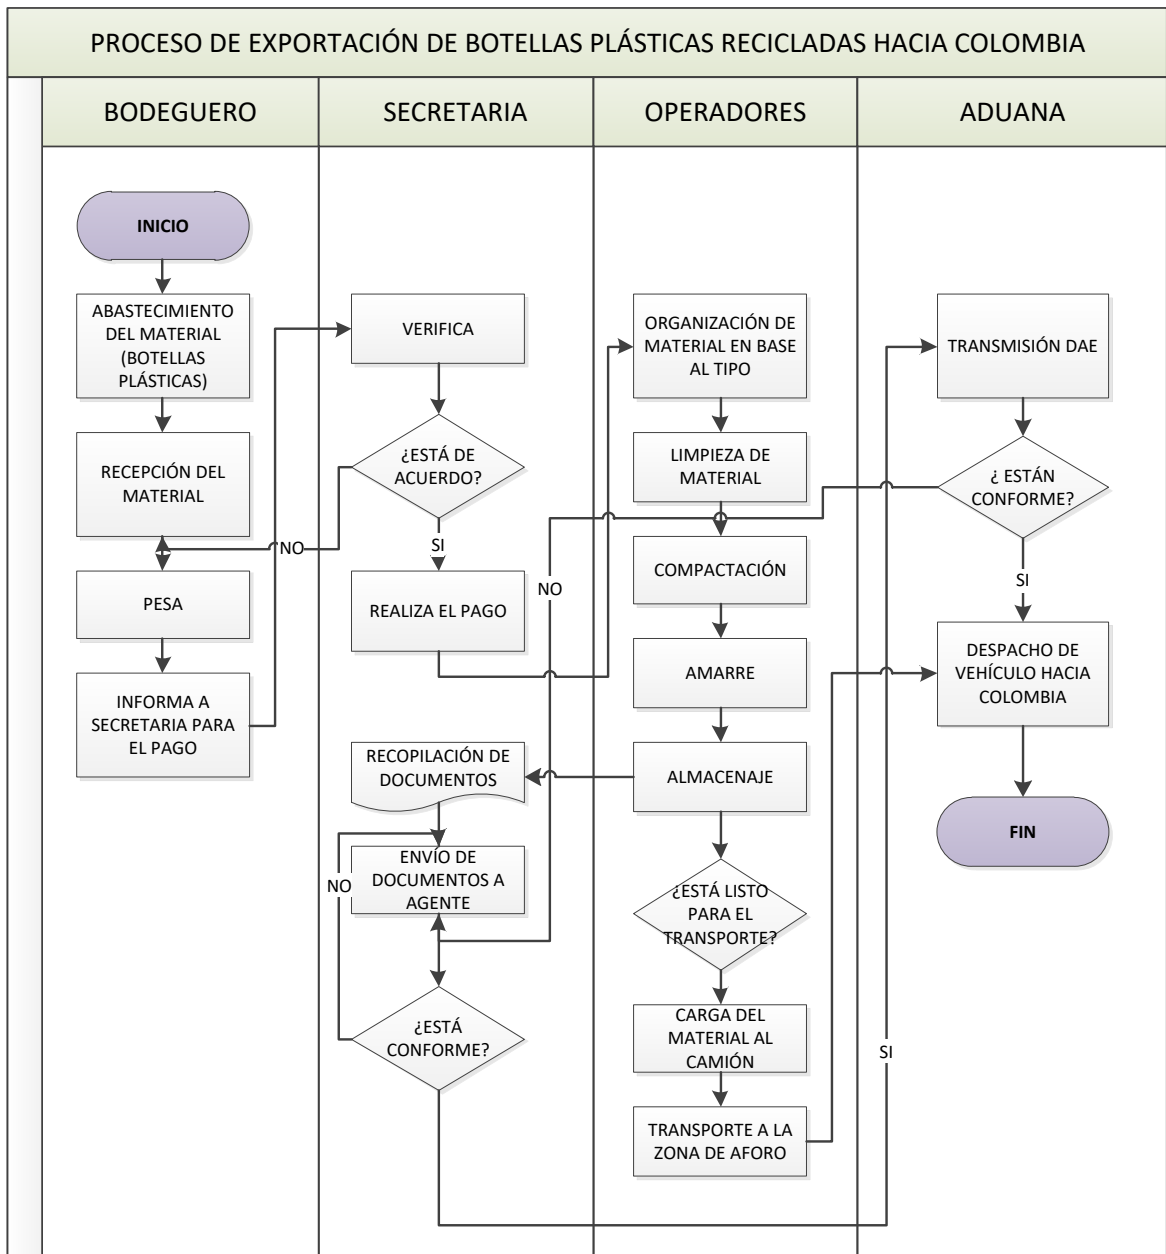 PROCESO DE EXPORTACIÓN DE BOTELLAS PLÁSTICAS RECICLADAS HACIA COLOMBIA
BODEGUERO
SECRETARIA
OPERADORES
ADUANA
INICIO
ABASTECIMIENTO
DEL MATERIAL
(BOTELLAS
PLÁSTICAS)
RECEPCIÓN DEL
MATERIAL
PESA
INFORMA A
SECRETARIA PARA
EL PAGO
VERIFICA
¿ESTÁ DE
ACUERDO?
NO
SI
REALIZA EL PAGO
RECOPILACIÓN DE
DOCUMENTOS
ENVÍO DE
DOCUMENTOS A
AGENTE
NO
¿ESTÁ
CONFORME?
NO
ORGANIZACIÓN DE
MATERIAL EN BASE
AL TIPO
LIMPIEZA DE
MATERIAL
COMPACTACIÓN
AMARRE
ALMACENAJE
¿ESTÁ LISTO
PARA EL
TRANSPORTE?
CARGA DEL
MATERIAL AL
CAMIÓN
TRANSPORTE A LA
ZONA DE AFORO
SI
TRANSMISIÓN DAE
¿ ESTÁN
CONFORME?
SI
DESPACHO DE
VEHÍCULO HACIA
COLOMBIA
FIN